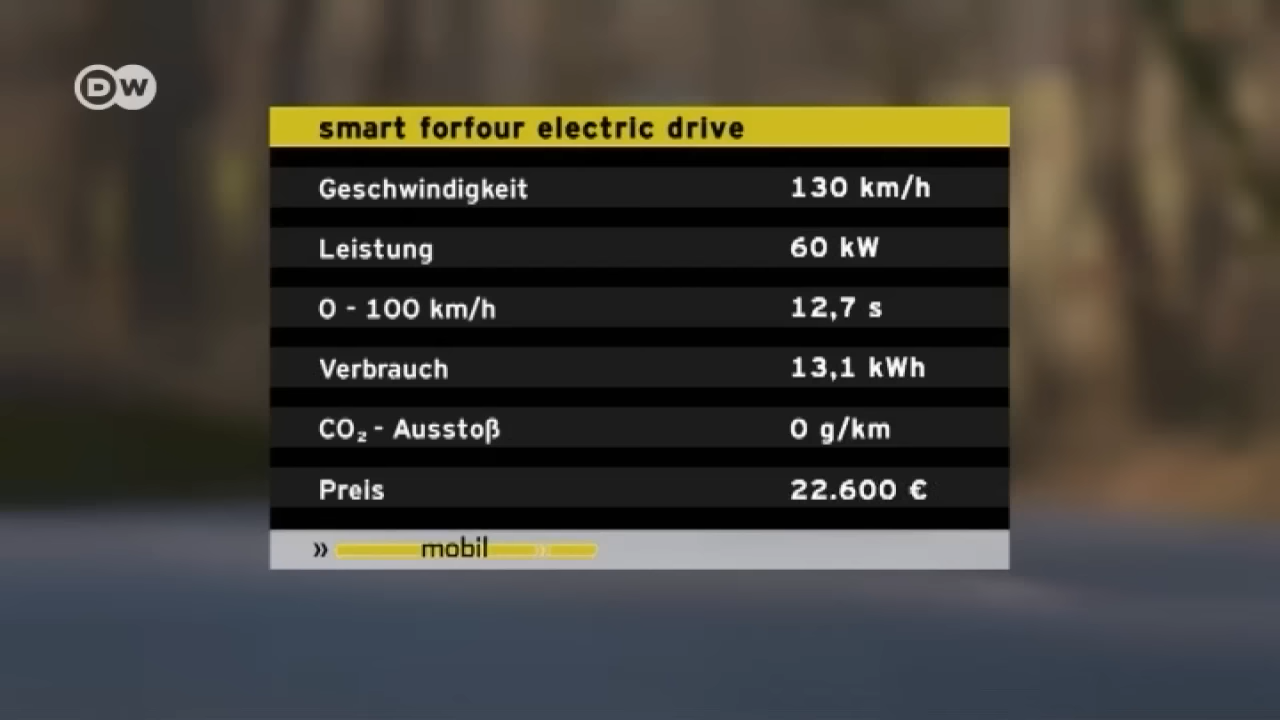 DW
smart forfour electric drive
Geschwindigkeit 130 km/h
Leistung 60 kW
0 - 100 km/h 12,7 s
Verbrauch 13,1 kWh
CO₂ - Ausstoß 0 g/km
Preis 22.600 €
» mobil »